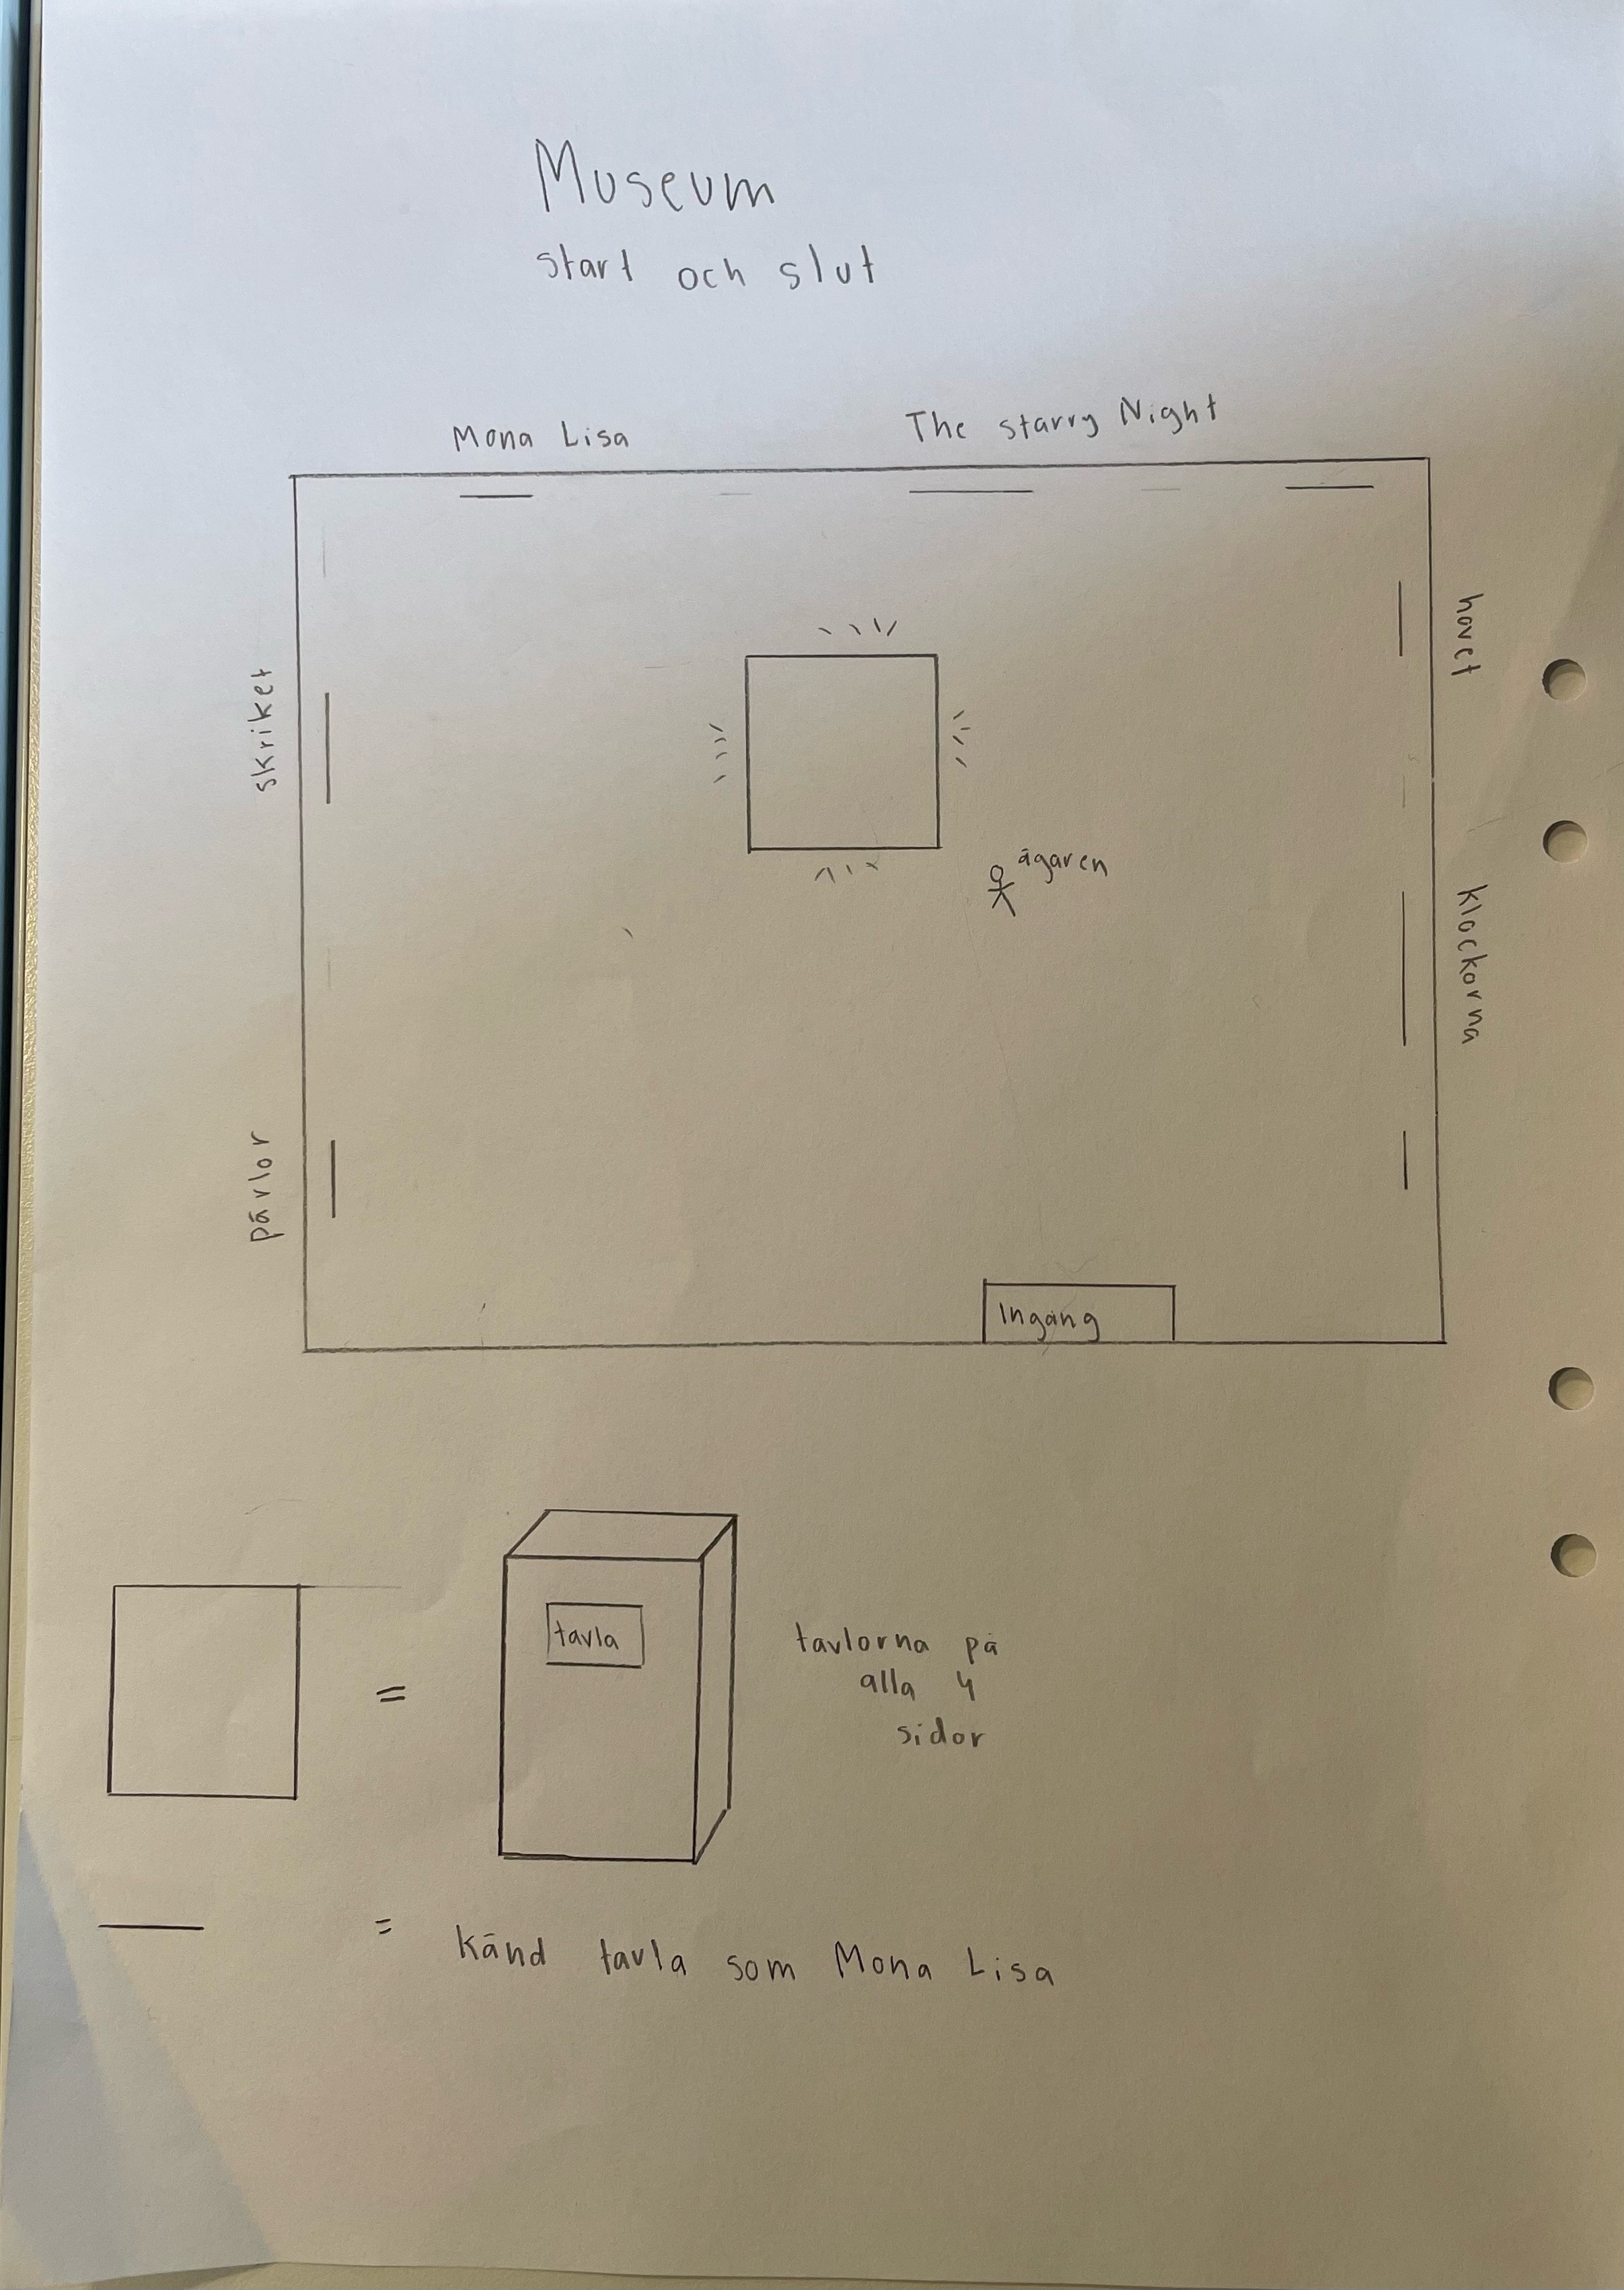 Museum
start och slut
Mona Lisa
The starry Night
havet
skriket
ägaren
klockorna
pärlor
Ingång
tavla
tavlorna på
alla 4
sidor
=
= Känd tavla som Mona Lisa